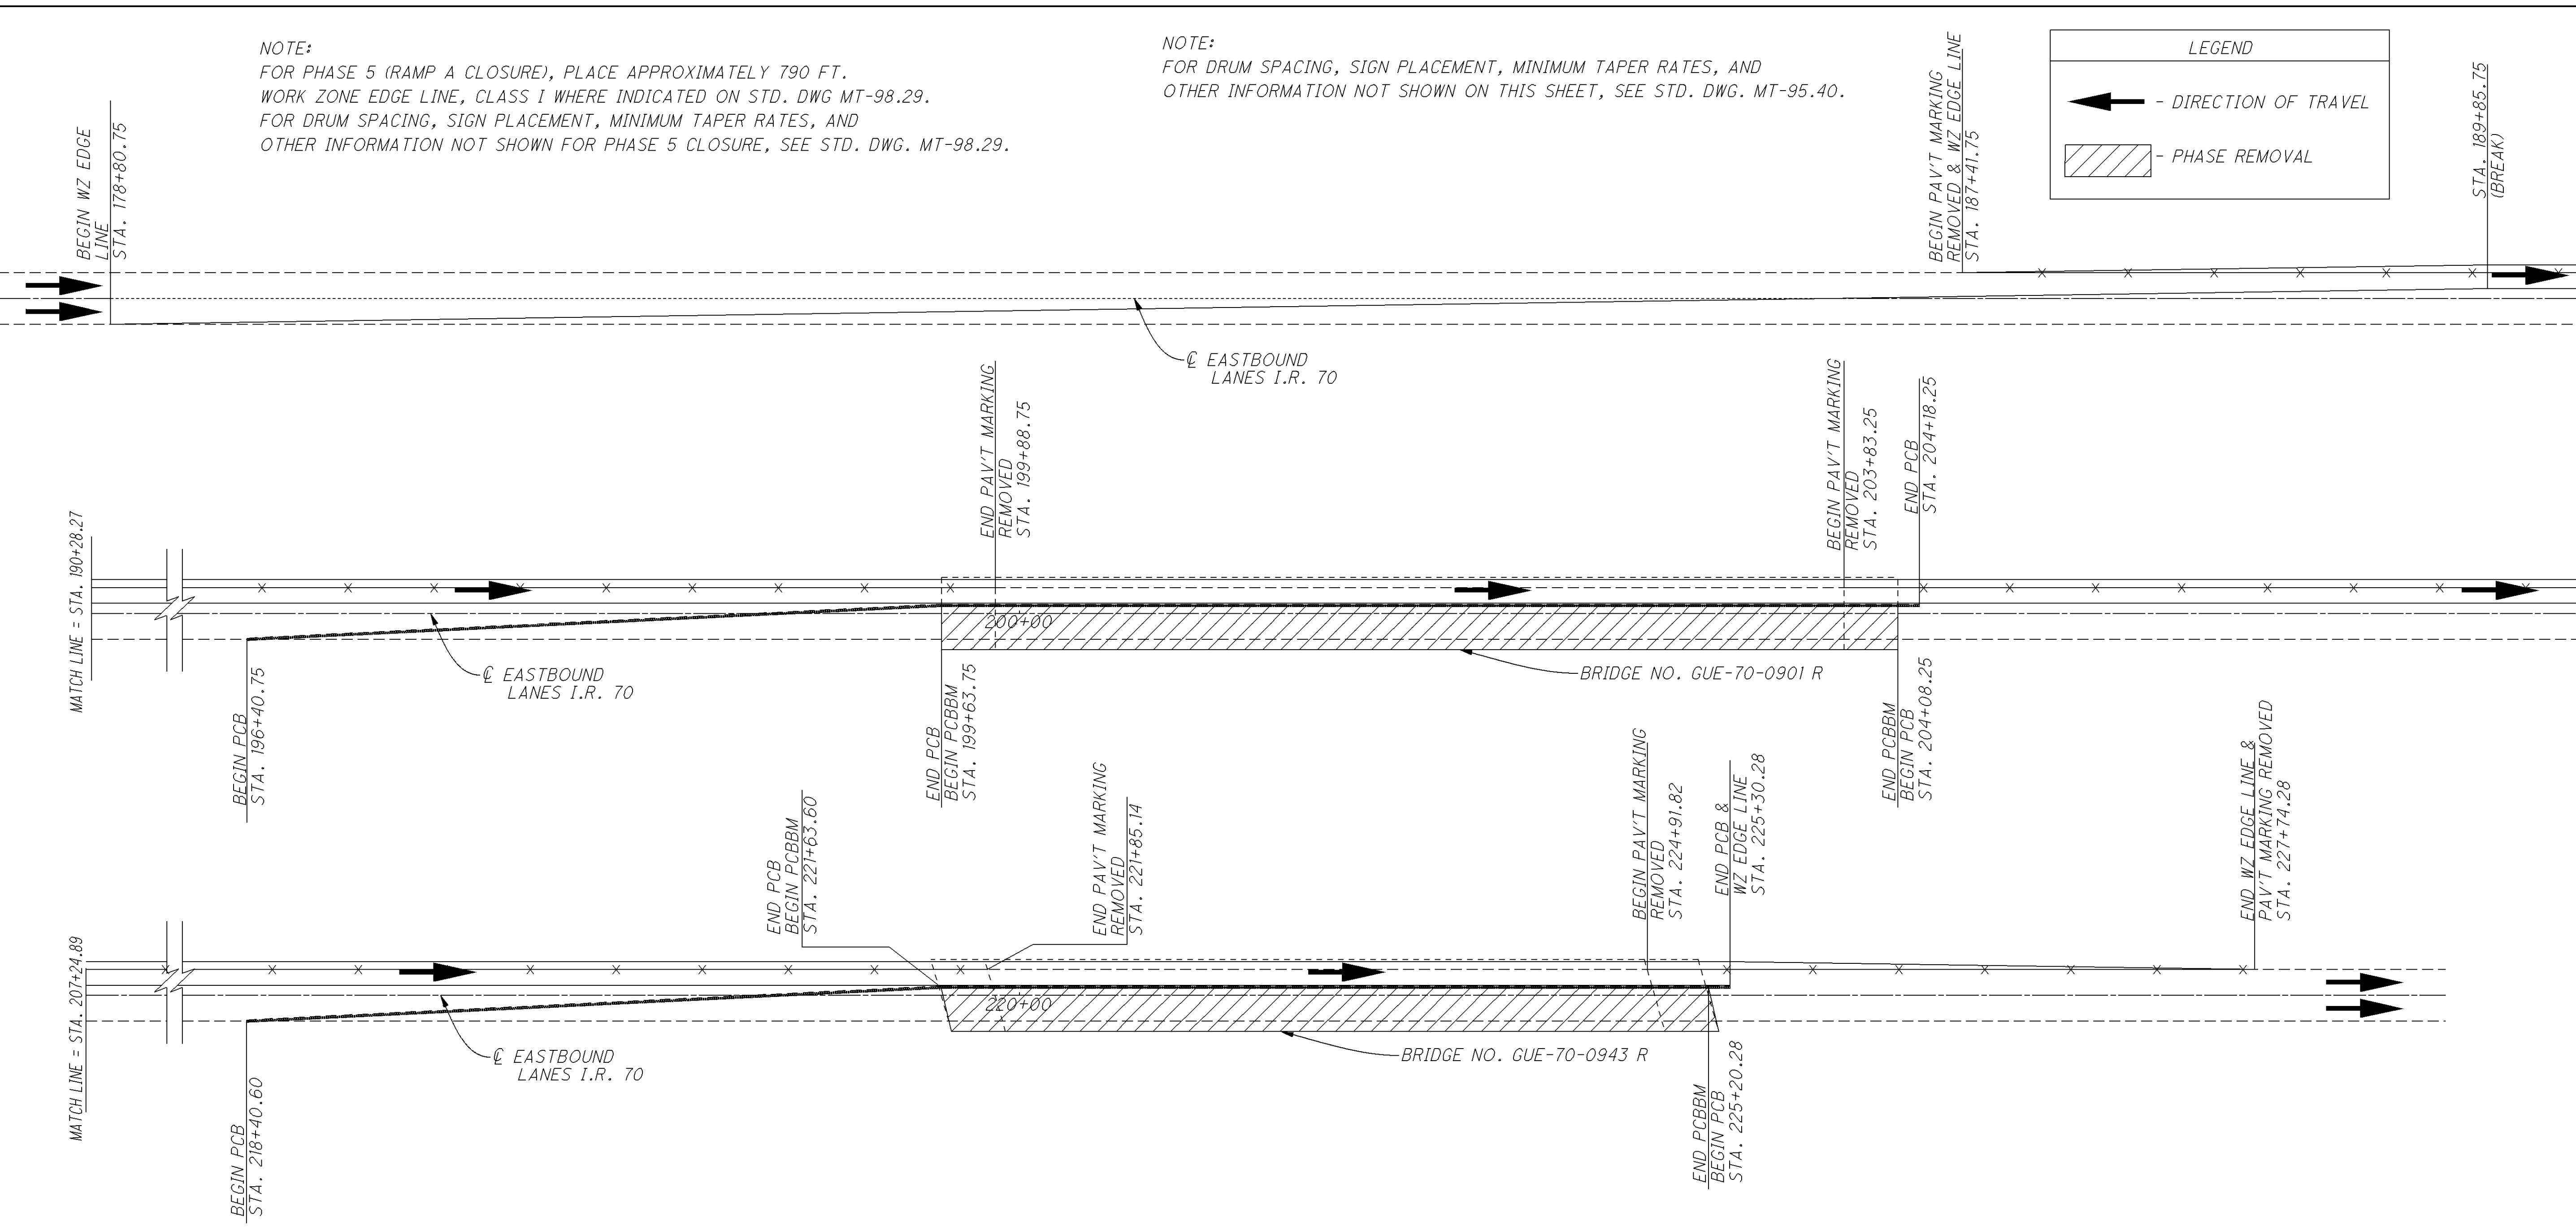 NOTE:
FOR PHASE 5 (RAMP A CLOSURE), PLACE APPROXIMATELY 790 FT.
WORK ZONE EDGE LINE, CLASS I WHERE INDICATED ON STD. DWG MT-98.29.
FOR DRUM SPACING, SIGN PLACEMENT, MINIMUM TAPER RATES, AND
OTHER INFORMATION NOT SHOWN FOR PHASE 5 CLOSURE, SEE STD. DWG. MT-98.29.
NOTE:
FOR DRUM SPACING, SIGN PLACEMENT, MINIMUM TAPER RATES, AND
OTHER INFORMATION NOT SHOWN ON THIS SHEET, SEE STD. DWG. MT-95.40.
LEGEND
- DIRECTION OF TRAVEL
- PHASE REMOVAL
BEGIN WZ EDGE
LINE
STA. 178+80.75
BEGIN PAV'T MARKING
REMOVED & WZ EDGE LINE
STA. 187+41.75
STA. 189+85.75
(BREAK)
℄ EASTBOUND
LANES I.R. 70
MATCH LINE = STA. 190+28.27
END PAV'T MARKING
REMOVED
STA. 199+88.75
BEGIN PAV'T MARKING
REMOVED
STA. 203+83.25
END PCB
STA. 204+18.25
200+00
℄ EASTBOUND
LANES I.R. 70
BRIDGE NO. GUE-70-0901 R
BEGIN PCB
STA. 196+40.75
END PCB
BEGIN PCBBM
STA. 199+63.75
END PCBBM
BEGIN PCB
STA. 204+08.25
MATCH LINE = STA. 207+24.89
END PCB
BEGIN PCBBM
STA. 221+63.60
END PAV'T MARKING
REMOVED
STA. 221+85.14
BEGIN PAV'T MARKING
REMOVED
STA. 224+91.82
END PCB &
WZ EDGE LINE
STA. 225+30.28
END WZ EDGE LINE &
PAV'T MARKING REMOVED
STA. 227+74.28
220+00
℄ EASTBOUND
LANES I.R. 70
BRIDGE NO. GUE-70-0943 R
BEGIN PCB
STA. 218+40.60
END PCBBM
BEGIN PCB
STA. 225+20.28